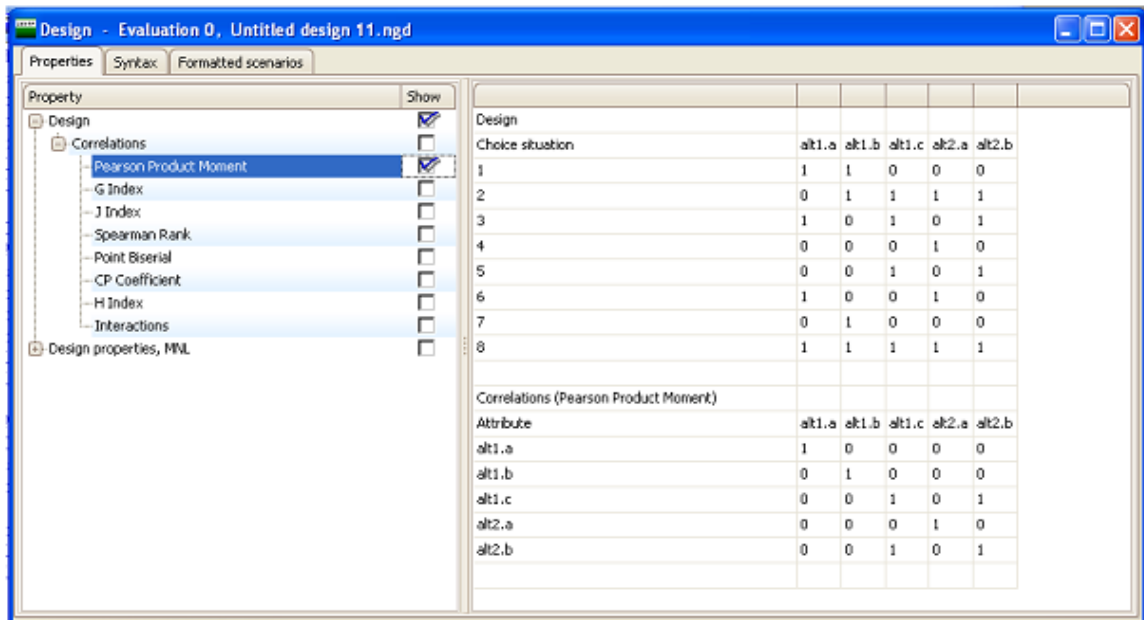 Design - Evaluation 0, Untitled design 11.ngd
Properties Syntax Formatted scenarios
Property Show
Design
Correlations
Pearson Product Moment
G Index
J Index
Spearman Rank
Point Biserial
CP Coefficient
H Index
Interactions
Design properties, MNL
Design
Choice situation alt1.a alt1.b alt1.c alt2.a alt2.b
1 1 1 0 0 0
2 0 1 1 1 1
3 1 0 1 0 1
4 0 0 0 1 0
5 0 0 1 0 1
6 1 0 0 1 0
7 0 1 0 0 0
8 1 1 1 1 1
Correlations (Pearson Product Moment)
Attribute alt1.a alt1.b alt1.c alt2.a alt2.b
alt1.a 1 0 0 0 0
alt1.b 0 1 0 0 0
alt1.c 0 0 1 0 1
alt2.a 0 0 0 1 0
alt2.b 0 0 1 0 1